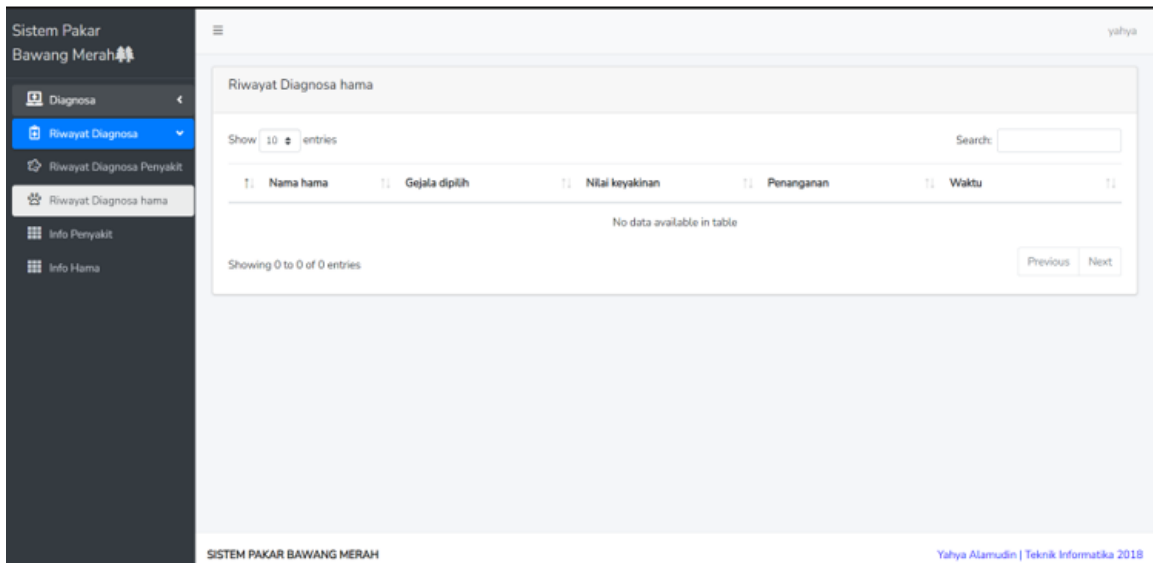 Sistem Pakar
Bawang Merah
yahya
Diagnosa
Riwayat Diagnosa
Riwayat Diagnosa Penyakit
Riwayat Diagnosa hama
Info Penyakit
Info Hama
Riwayat Diagnosa hama
Show 10 entries
Search:
Nama hama Gejala dipilih Nilai keyakinan Penanganan Waktu
No data available in table
Showing 0 to 0 of 0 entries
Previous Next
SISTEM PAKAR BAWANG MERAH
Yahya Alamudin | Teknik Informatika 2018